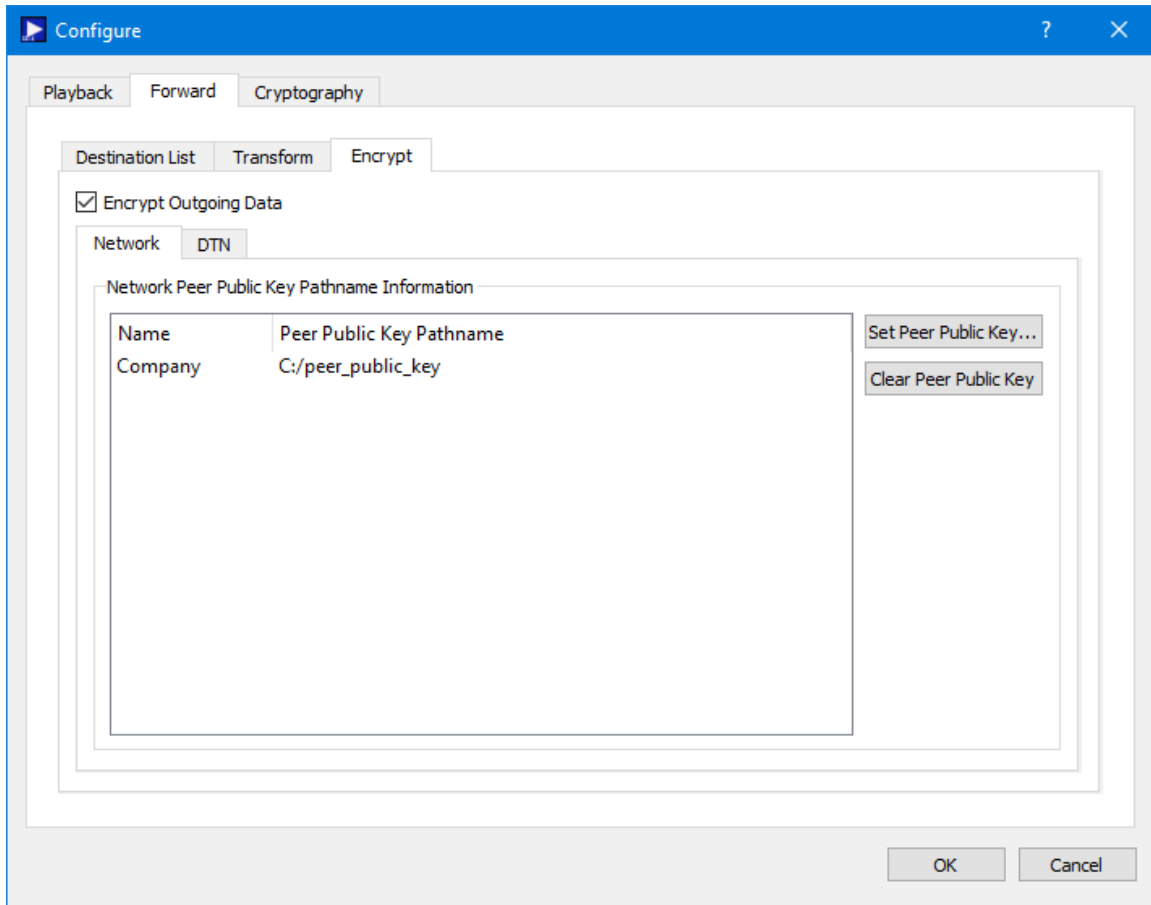 Configure ?
Playback Forward Cryptography
Destination List Transform Encrypt
Encrypt Outgoing Data
Network DTN
Network Peer Public Key Pathname Information
Name Peer Public Key Pathname Set Peer Public Key...
Company C:/peer_public_key Clear Peer Public Key
OK Cancel